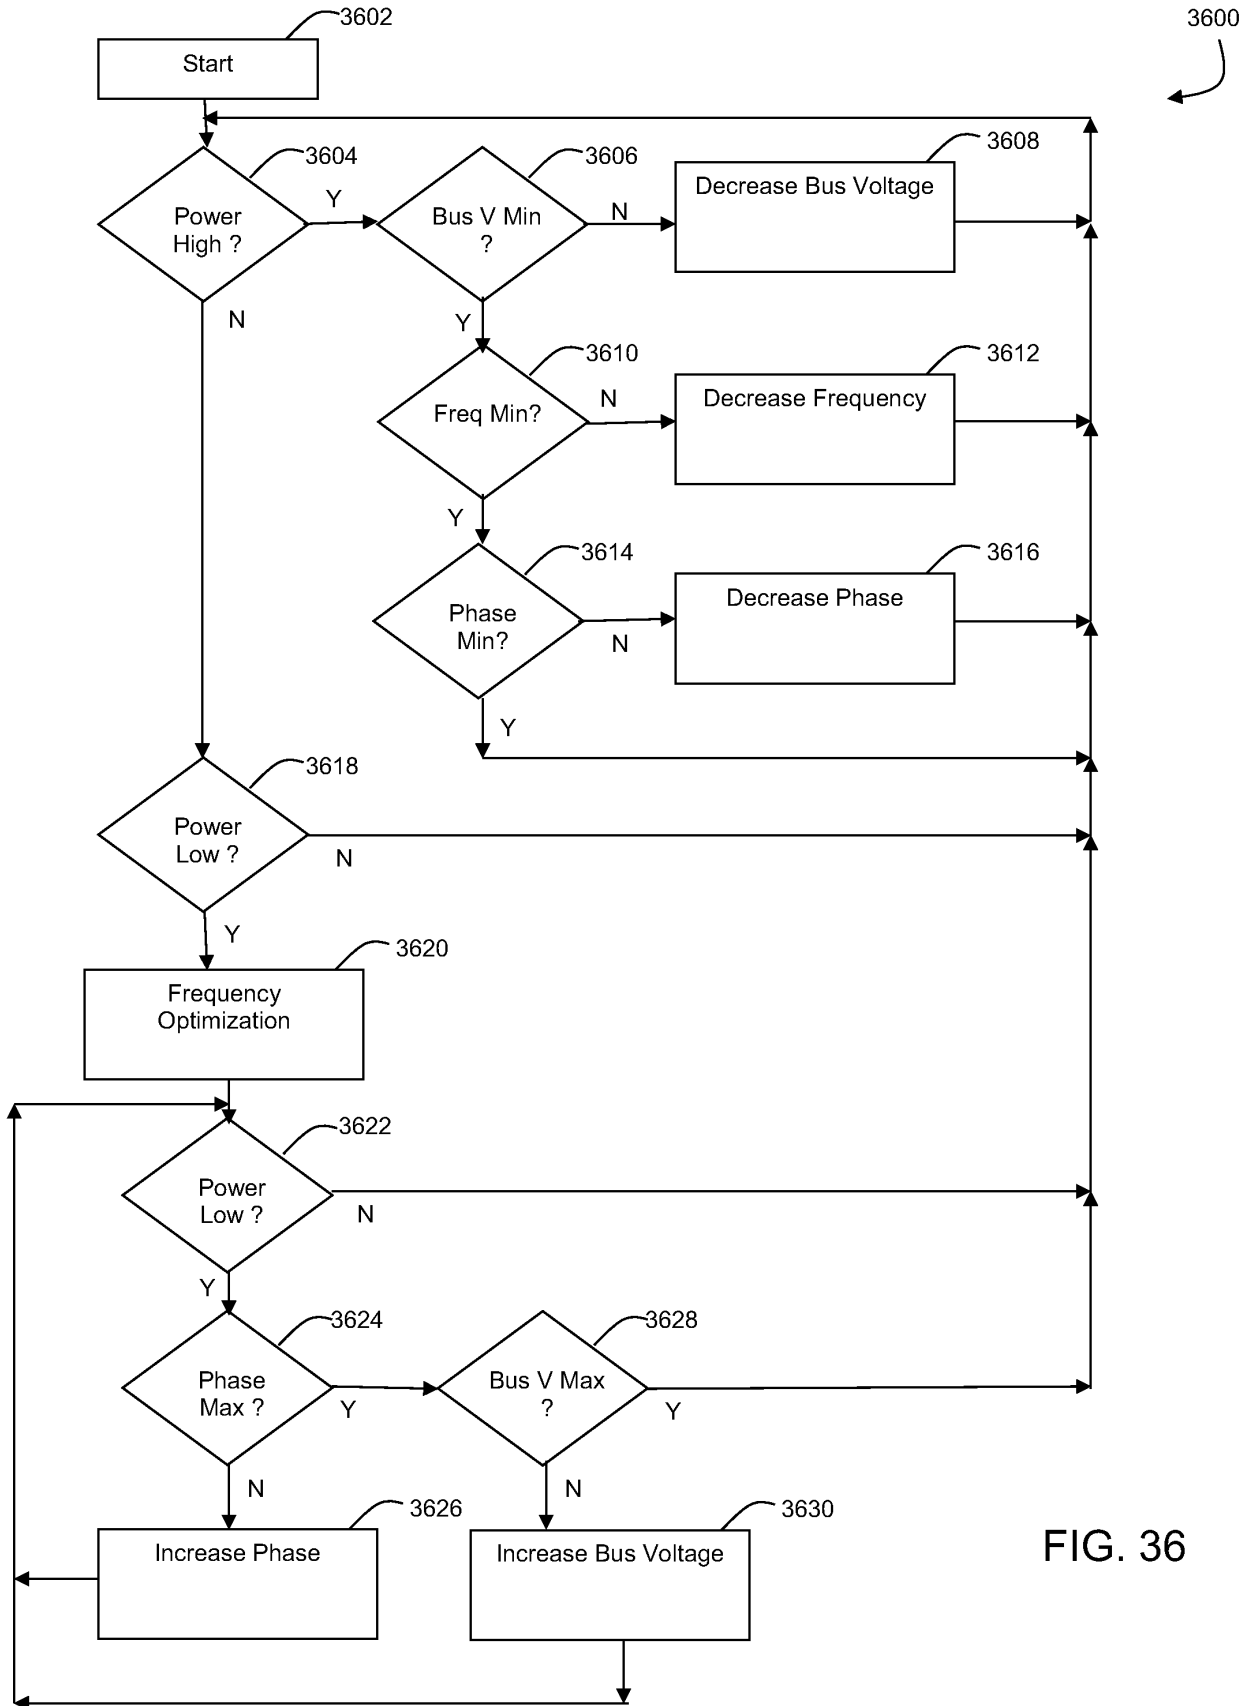 3602
3600
Start
3604
3606
3608
Power
High ?
Y
Bus V Min
?
N
Decrease Bus Voltage
N
Y
3610
3612
Freq Min?
N
Decrease Frequency
Y
3614
3616
Phase
Min?
N
Decrease Phase
Y
3618
Power
Low ?
N
Y
3620
Frequency
Optimization
3622
Power
Low ?
N
Y
3624
3628
Phase
Max ?
Y
Bus V Max
?
Y
N
N
3626
3630
Increase Phase
Increase Bus Voltage
FIG. 36